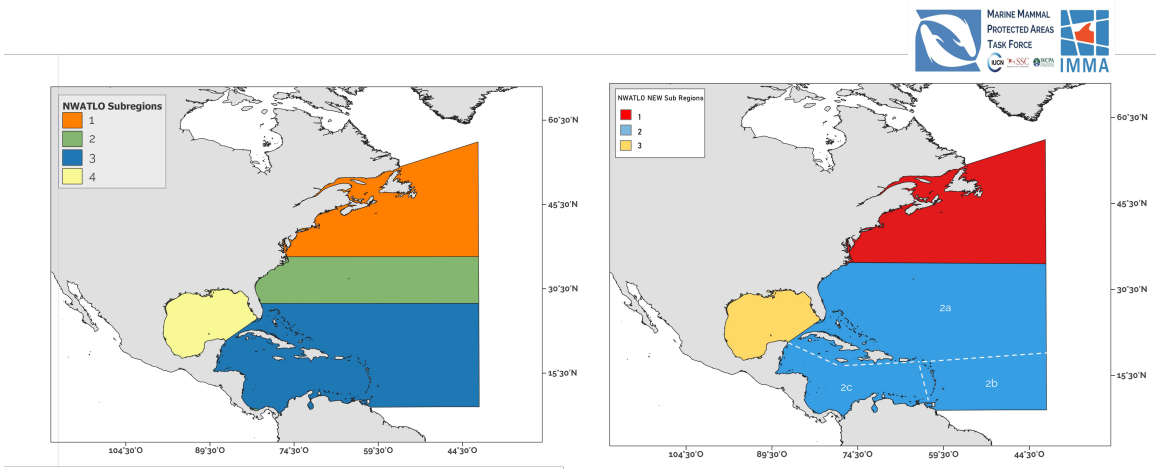 MARINE MAMMAL
PROTECTED AREAS
TASK FORCE
IUCN SSC WCPA
IMMA
NWATLO Subregions
1
2
3
4
60°30'N
45°30'N
30°30'N
15°30'N
104°30'O 89°30'O 74°30'O 59°30'O 44°30'O
NWATLO NEW Sub Regions
1
2
3
2a
2b
2c
60°30'N
45°30'N
30°30'N
15°30'N
104°30'O 89°30'O 74°30'O 59°30'O 44°30'O